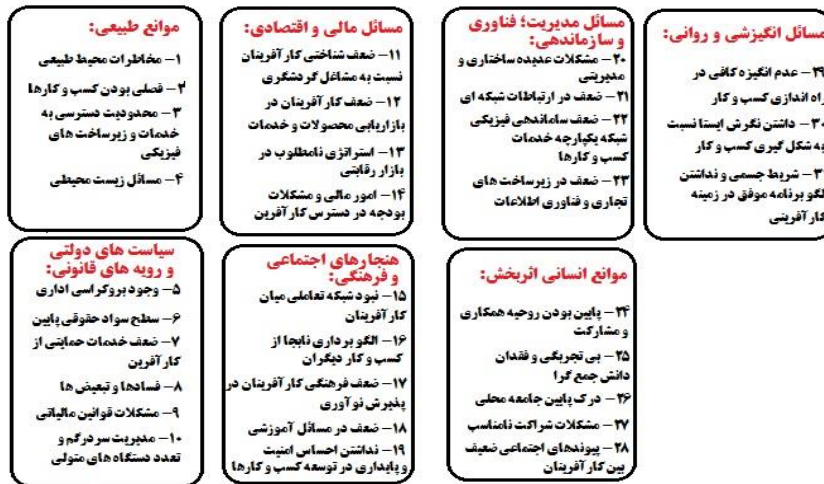 موانع طبیعی:
۱- مخاطرات محیط طبیعی
۲- فصلی بودن کسب و کارها
۳- محدودیت دسترسی به
خدمات و زیرساخت های
فیزیکی
۴- مسائل زیست محیطی
سیاست های دولتی
و رویه های قانونی:
۵- وجود بروکراسی اداری
۶- سطح سواد حقوقی پایین
۷- ضعف خدمات حمایتی از
کارآفرین
۸- فسادها و تبعیض ها
۹- مشکلات قوانین مالیاتی
۱۰- مدیریت سردرگم و
تعدد دستگاه های متولی
مسائل مالی و اقتصادی:
۱۱- ضعف شناختی کارآفرینان
نسبت به مشاغل گردشگری
۱۲- ضعف کارآفرینان در
بازاریابی محصولات و خدمات
۱۳- استراتژی نامطلوب در
بازار رقابتی
۱۴- امور مالی و مشکلات
بودجه در دسترس کارآفرین
هنجارهای اجتماعی
و فرهنگی:
۱۵- نبود شبکه تعاملی میان
کارآفرینان
۱۶- الگو برداری نابجا از
کسب و کار دیگران
۱۷- ضعف فرهنگی کارآفرینان در
پذیرش نوآوری
۱۸- ضعف در مسائل آموزشی
۱۹- نداشتن احساس امنیت
و پایداری در توسعه کسب و کارها
مسائل مدیریت؛ فناوری
و سازماندهی:
۲۰- مشکلات عدیده ساختاری و
مدیریتی
۲۱- ضعف در ارتباطات شبکه ای
۲۲- ضعف ساماندهی فیزیکی
شبکه یکپارچه خدمات
کسب و کارها
۲۳- ضعف در زیرساخت های
تجاری و فناوری اطلاعات
موانع انسانی اثربخش:
۲۴- پایین بودن روحیه همکاری
و مشارکت
۲۵- بی تجربگی و فقدان
دانش جمع گرا
۲۶- درک پایین جامعه محلی
۲۷- مشکلات شراکت نامناسب
۲۸- پیوندهای اجتماعی ضعیف
بین کارآفرینان
مسائل انگیزشی و روانی:
۲۹- عدم انگیزه کافی در
راه اندازی کسب و کار
۳۰- داشتن نگرش ایستا نسبت
به شکل گیری کسب و کار
۳- شریط جسمی و نداشتن
الگو برنامه موفق در زمینه
کارآفرینی